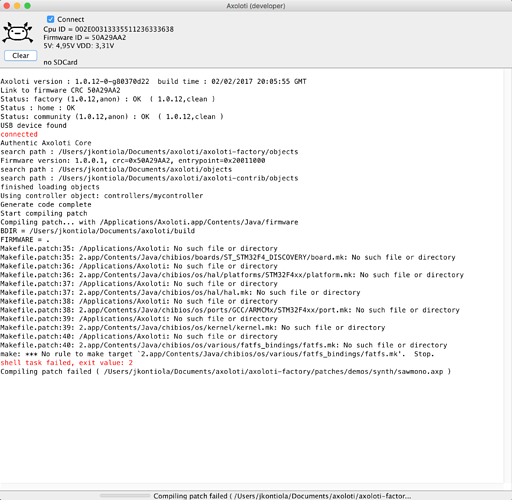 Axoloti (developer)
Connect
Cpu ID = 002E00313335511236333638
Firmware ID = 50A29AA2
5V: 4,95V VDD: 3,31V
Clear
no SDCard
Axoloti version : 1.0.12-0-g80370d22  build time : 02/02/2017 20:05:55 GMT
Link to firmware CRC 50A29AA2
Status: factory (1.0.12,anon) : OK  ( 1.0.12,clean )
Status : home : OK
Status: community (1.0.12,anon) : OK  ( 1.0.12,clean )
USB device found
connected
Authentic Axoloti Core
search path : /Users/jkontiola/Documents/axoloti/axoloti-factory/objects
Firmware version: 1.0.0.1, crc=0x50A29AA2, entrypoint=0x20011000
search path : /Users/jkontiola/Documents/axoloti/objects
search path : /Users/jkontiola/Documents/axoloti/axoloti-contrib/objects
finished loading objects
Using controller object: controllers/mycontroller
Generate code complete
Start compiling patch
Compiling patch... with /Applications/Axoloti.app/Contents/Java/firmware
BDIR = /Users/jkontiola/Documents/axoloti/build
FIRMWARE = .
Makefile.patch:35: /Applications/Axoloti: No such file or directory
Makefile.patch:35: 2.app/Contents/Java/chibios/boards/ST_STM32F4_DISCOVERY/board.mk: No such file or directory
Makefile.patch:36: /Applications/Axoloti: No such file or directory
Makefile.patch:36: 2.app/Contents/Java/chibios/os/hal/platforms/STM32F4xx/platform.mk: No such file or directory
Makefile.patch:37: /Applications/Axoloti: No such file or directory
Makefile.patch:37: 2.app/Contents/Java/chibios/os/hal/hal.mk: No such file or directory
Makefile.patch:38: /Applications/Axoloti: No such file or directory
Makefile.patch:38: 2.app/Contents/Java/chibios/os/ports/GCC/ARMCMx/STM32F4xx/port.mk: No such file or directory
Makefile.patch:39: /Applications/Axoloti: No such file or directory
Makefile.patch:39: 2.app/Contents/Java/chibios/os/kernel/kernel.mk: No such file or directory
Makefile.patch:40: /Applications/Axoloti: No such file or directory
Makefile.patch:40: 2.app/Contents/Java/chibios/os/various/fatfs_bindings/fatfs.mk: No such file or directory
make: *** No rule to make target `2.app/Contents/Java/chibios/os/various/fatfs_bindings/fatfs.mk'.  Stop.
shell task failed, exit value: 2
Compiling patch failed ( /Users/jkontiola/Documents/axoloti/axoloti-factory/patches/demos/synth/sawmono.axp )
Compiling patch failed ( /Users/jkontiola/Documents/axoloti/axoloti-factor...